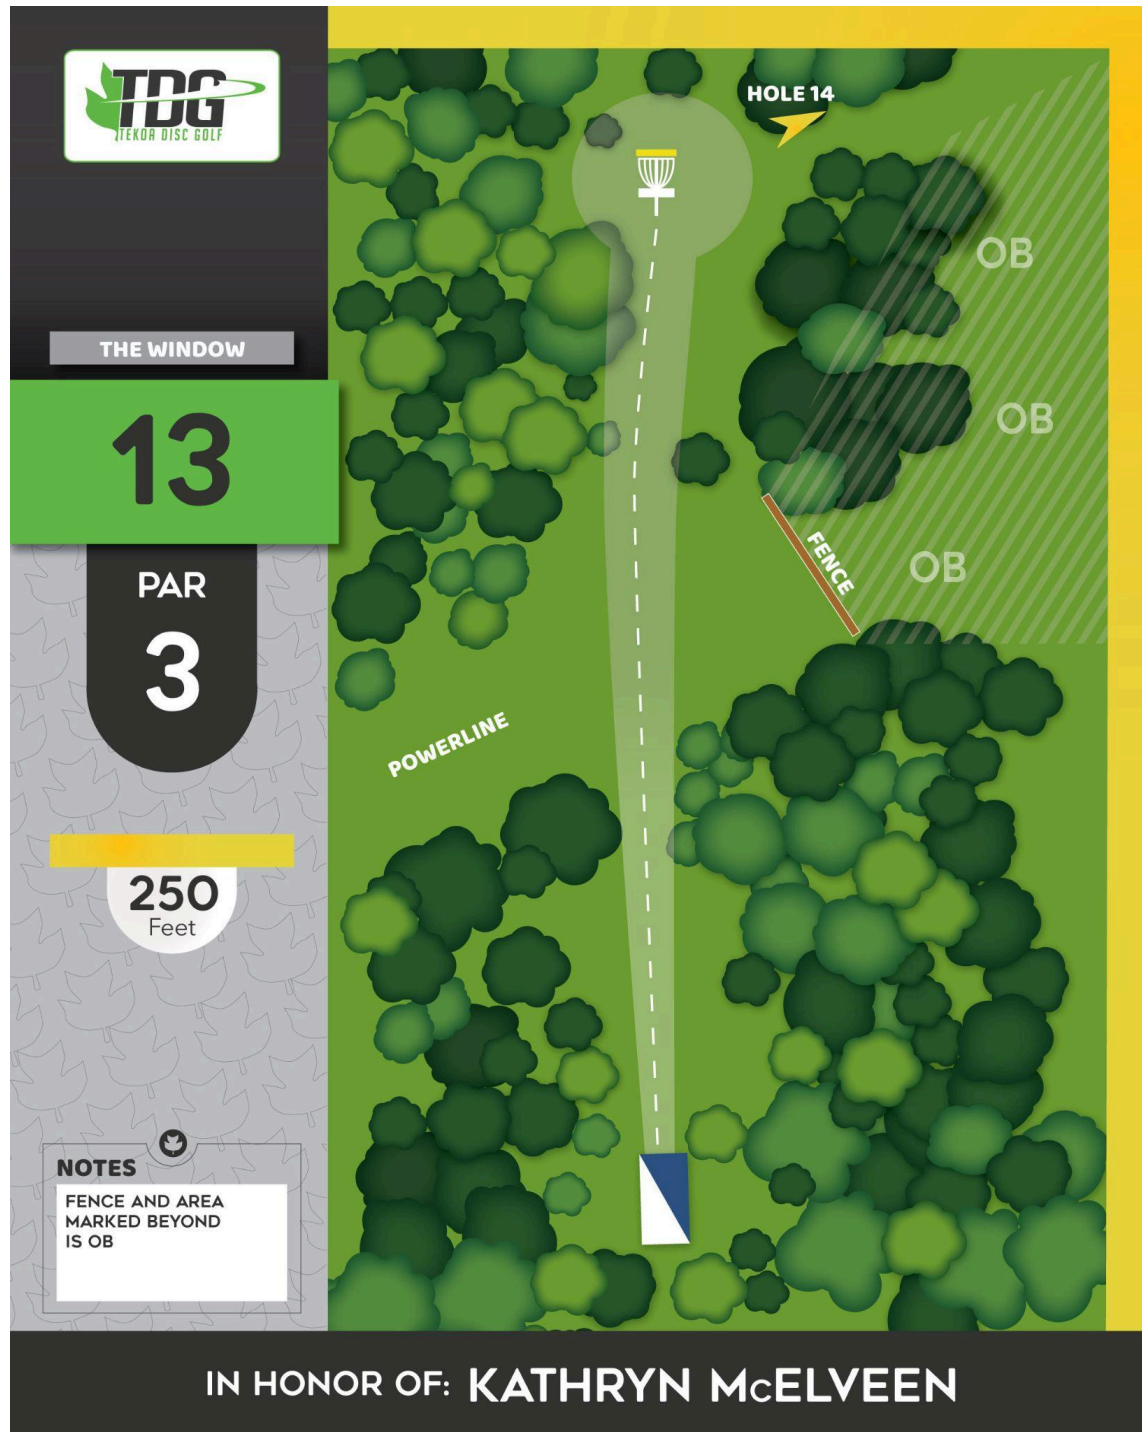 TDG
TEKOA DISC GOLF
THE WINDOW
13
PAR
3
250
Feet
NOTES
FENCE AND AREA
MARKED BEYOND
IS OB
HOLE 14
OB
OB
OB
FENCE
POWERLINE
IN HONOR OF: KATHRYN McELVEEN